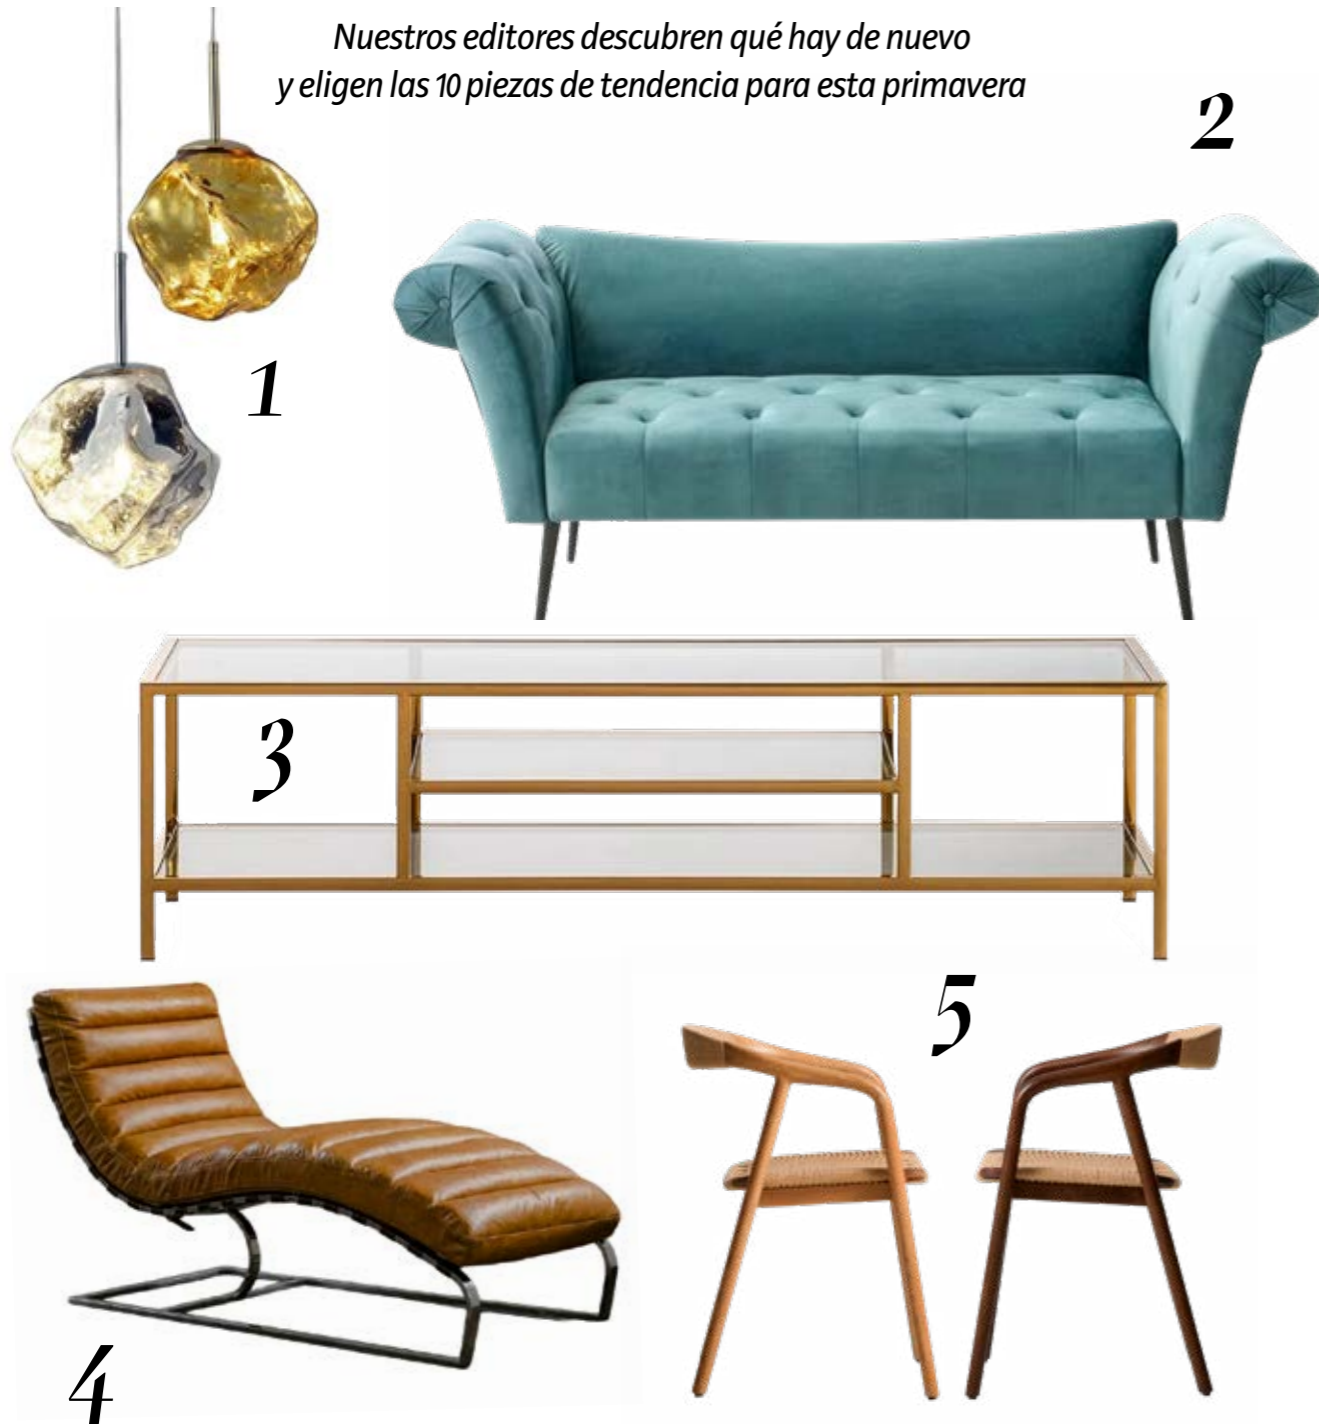 Nuestros editores descubren qué hay de nuevo
y eligen las 10 piezas de tendencia para esta primavera
2
1
3
5
4